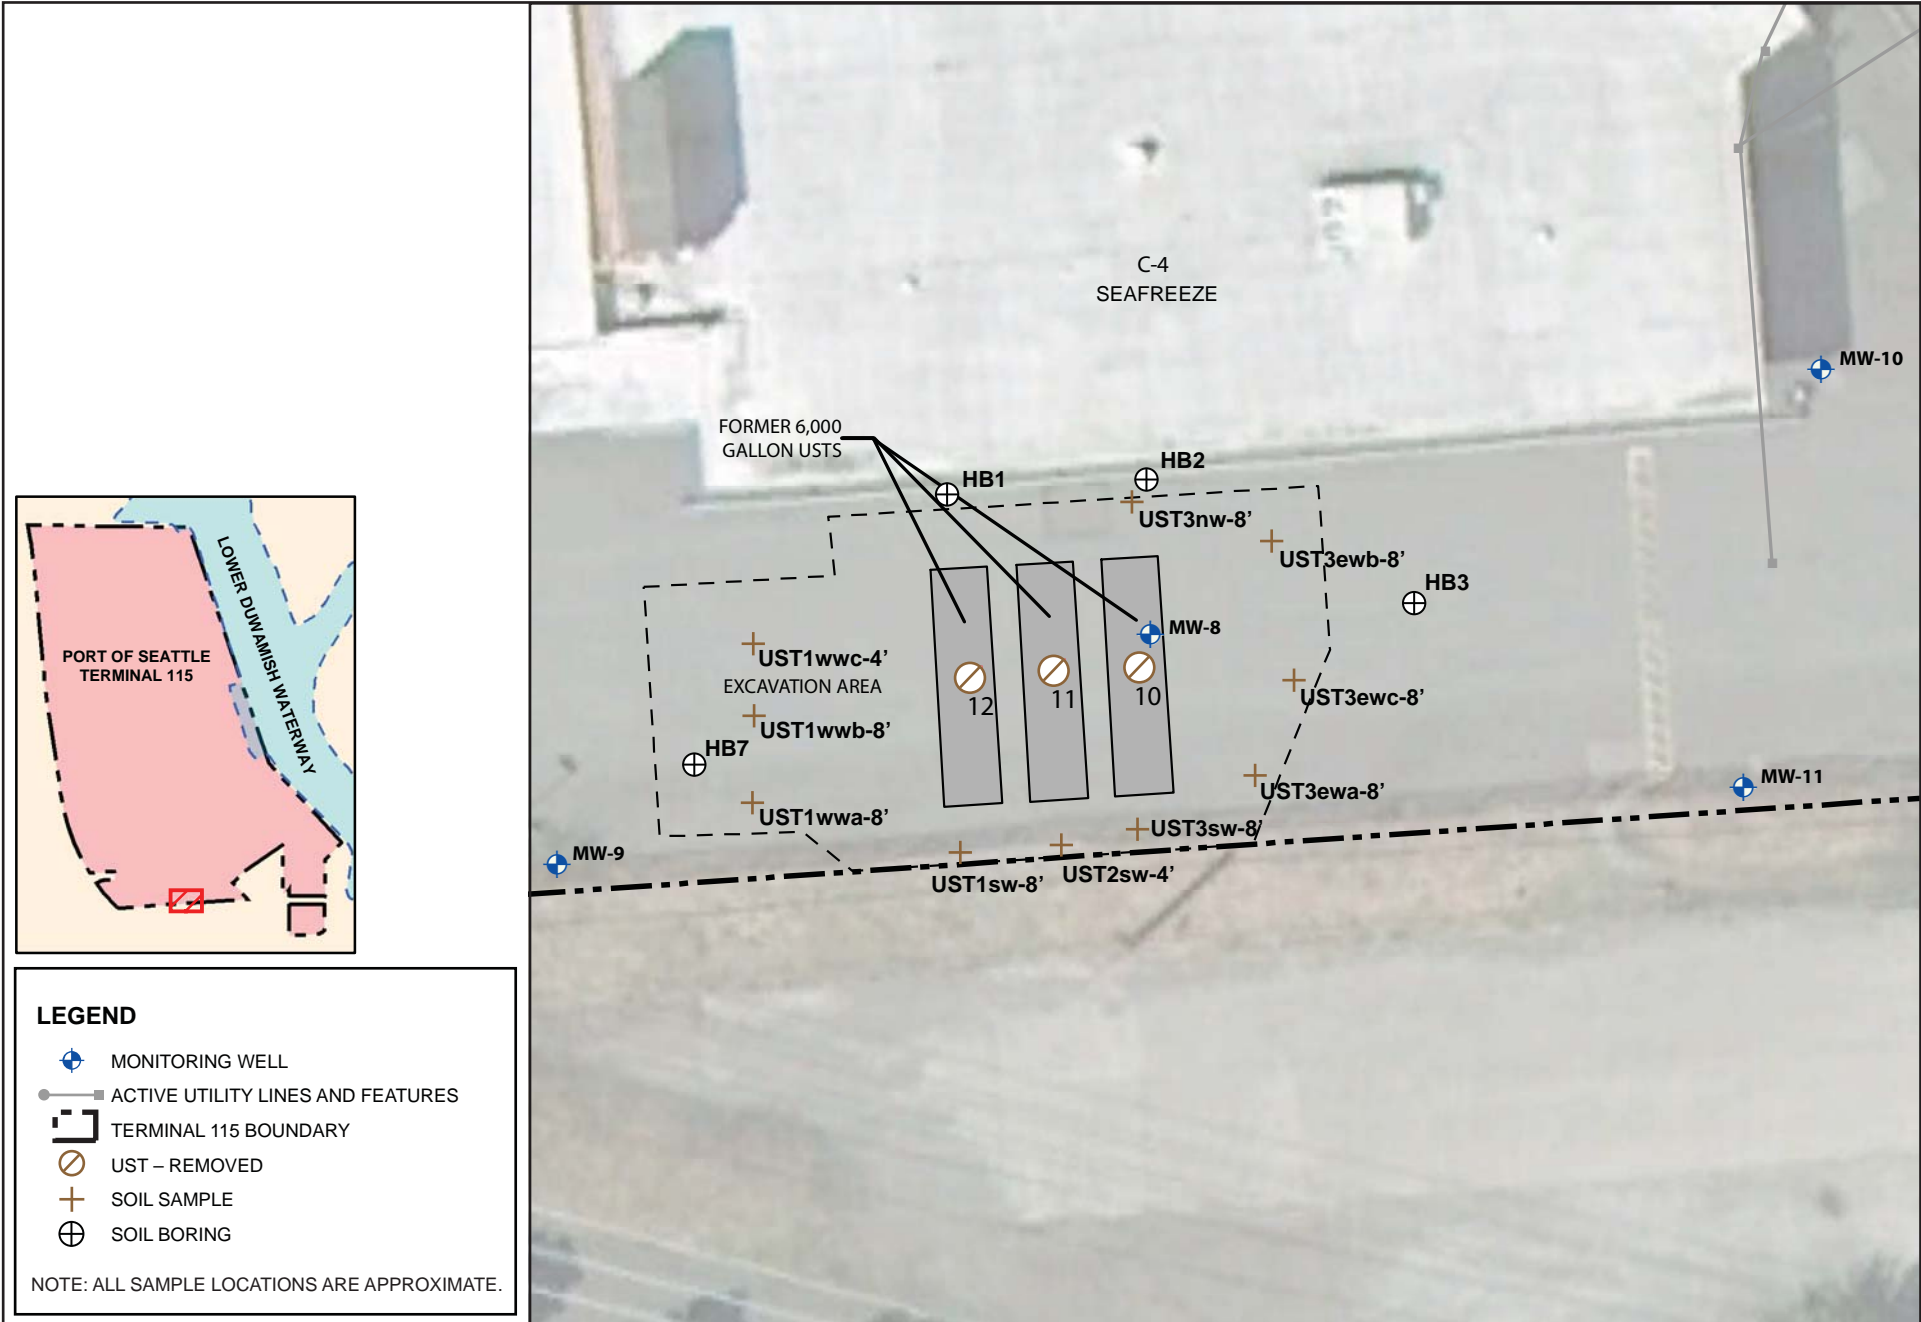 C-4
SEAFREEZE
MW-10
FORMER 6,000
GALLON USTS
HB1
HB2
UST3nw-8’
UST3ewb-8’
HB3
MW-8
UST1wwc-4’
EXCAVATION AREA
UST3ewc-8’
12
11
10
UST1wwb-8’
HB7
MW-11
UST3ewa-8’
UST1wwa-8’
UST3sw-8’
MW-9
UST1sw-8’
UST2sw-4’
LOWER DUWAMISH WATERWAY
PORT OF SEATTLE
TERMINAL 115
LEGEND
MONITORING WELL
ACTIVE UTILITY LINES AND FEATURES
TERMINAL 115 BOUNDARY
UST – REMOVED
SOIL SAMPLE
SOIL BORING
NOTE: ALL SAMPLE LOCATIONS ARE APPROXIMATE.